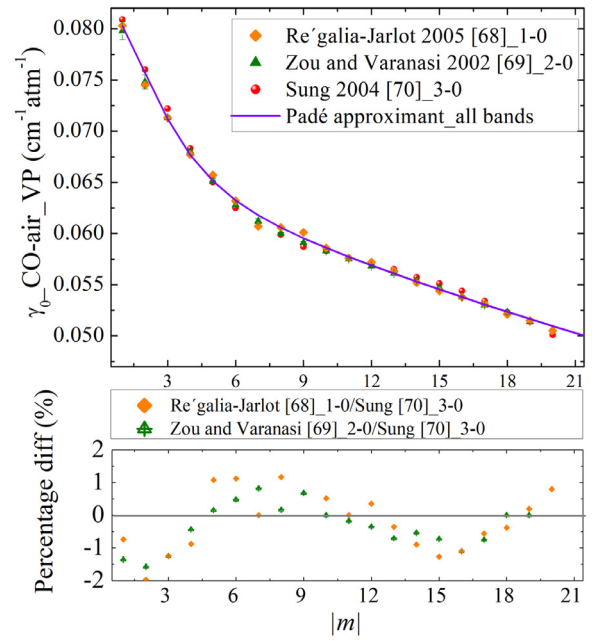 γ0_CO-air_VP (cm-1atm-1)
0.080
0.075
0.070
0.065
0.060
0.055
0.050
Re´galia-Jarlot 2005 [68]_1-0
Zou and Varanasi 2002 [69]_2-0
Sung 2004 [70]_3-0
Padé approximant_all bands
3 6 9 12 15 18 21
Re´galia-Jarlot [68]_1-0/Sung [70]_3-0
Zou and Varanasi [69]_2-0/Sung [70]_3-0
Percentage diff (%)
2
1
0
-1
-2
3 6 9 12 15 18 21
|m|